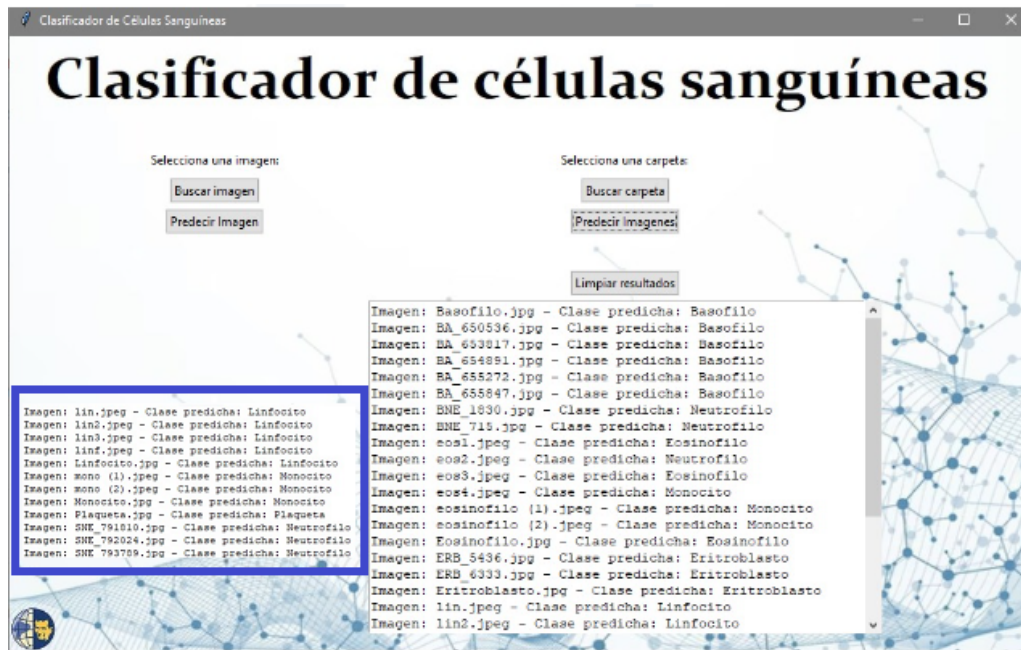 Clasificador de Células Sanguíneas
Clasificador de células sanguíneas
Selecciona una imagen:
Buscar imagen
Predecir Imagen
Selecciona una carpeta:
Buscar carpeta
Predecir Imagenes
Limpiar resultados
Imagen: Basofilo.jpg - Clase predicha: Basofilo
Imagen: BA_650536.jpg - Clase predicha: Basofilo
Imagen: BA_653817.jpg - Clase predicha: Basofilo
Imagen: BA_654891.jpg - Clase predicha: Basofilo
Imagen: BA_655272.jpg - Clase predicha: Basofilo
Imagen: BA_655847.jpg - Clase predicha: Basofilo
Imagen: BNE_1830.jpg - Clase predicha: Neutrofilo
Imagen: BNE_715.jpg - Clase predicha: Neutrofilo
Imagen: eos1.jpeg - Clase predicha: Eosinofilo
Imagen: eos2.jpeg - Clase predicha: Neutrofilo
Imagen: eos3.jpeg - Clase predicha: Eosinofilo
Imagen: eos4.jpeg - Clase predicha: Monocito
Imagen: eosinofilo (1).jpeg - Clase predicha: Monocito
Imagen: eosinofilo (2).jpeg - Clase predicha: Monocito
Imagen: Eosinofilo.jpg - Clase predicha: Eosinofilo
Imagen: ERB_5436.jpg - Clase predicha: Eritroblasto
Imagen: ERB_6333.jpg - Clase predicha: Eritroblasto
Imagen: Eritroblasto.jpg - Clase predicha: Eritroblasto
Imagen: lin.jpeg - Clase predicha: Linfocito
Imagen: lin2.jpeg - Clase predicha: Linfocito
Imagen: lin.jpeg - Clase predicha: Linfocito
Imagen: lin2.jpeg - Clase predicha: Linfocito
Imagen: lin3.jpeg - Clase predicha: Linfocito
Imagen: linf.jpeg - Clase predicha: Linfocito
Imagen: Linfocito.jpg - Clase predicha: Linfocito
Imagen: mono (1).jpeg - Clase predicha: Monocito
Imagen: mono (2).jpeg - Clase predicha: Monocito
Imagen: Monocito.jpg - Clase predicha: Monocito
Imagen: Plaqueta.jpg - Clase predicha: Plaqueta
Imagen: SNE_791810.jpg - Clase predicha: Neutrofilo
Imagen: SNE_792024.jpg - Clase predicha: Neutrofilo
Imagen: SNE_793789.jpg - Clase predicha: Neutrofilo